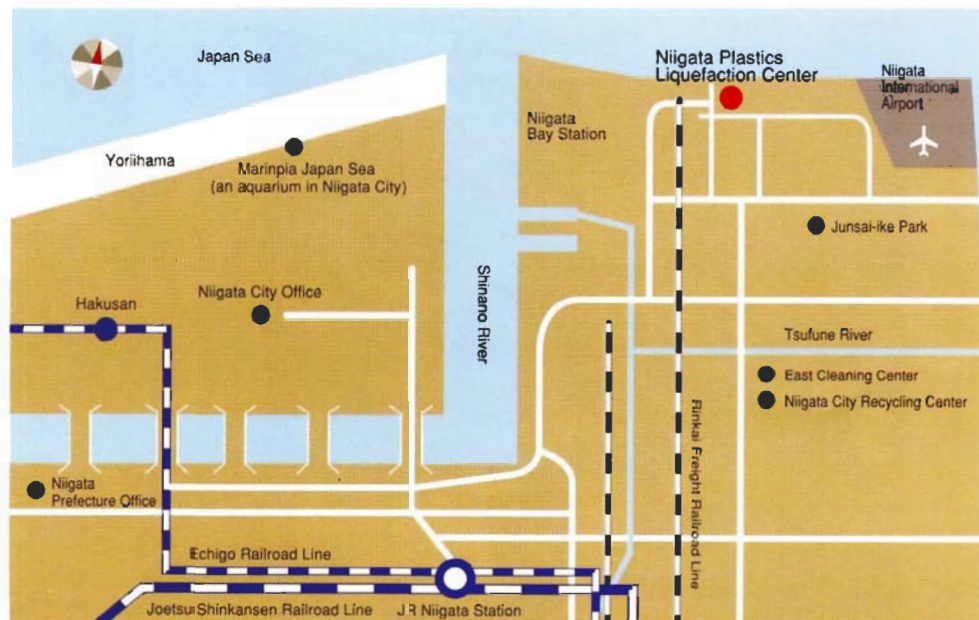 Japan Sea
Niigata Plastics
Liquefaction Center
Niigata
International
Airport
Niigata
Bay Station
Yoriihama
Marinpia Japan Sea
(an aquarium in Niigata City)
Junsai-ike Park
Shinano River
Niigata City Office
Hakusan
Tsufune River
East Cleaning Center
Niigata City Recycling Center
Rinkai Freight Railroad Line
Niigata
Prefecture Office
Echigo Railroad Line
Joetsu Shinkansen Railroad Line
JR Niigata Station